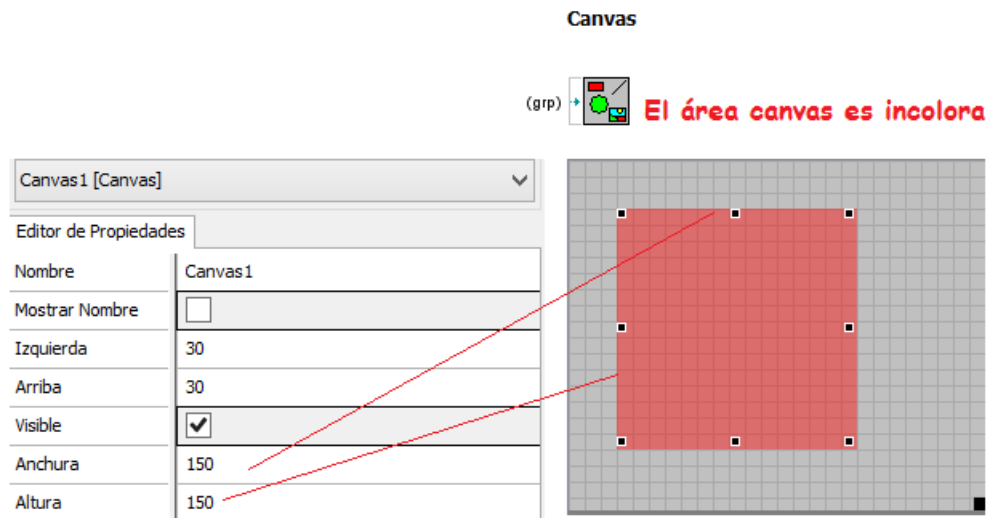 Canvas
(grp)
El área canvas es incolora
Canvas1 [Canvas]
Editor de Propiedades
Nombre Canvas1
Mostrar Nombre
Izquierda 30
Arriba 30
Visible
Anchura 150
Altura 150